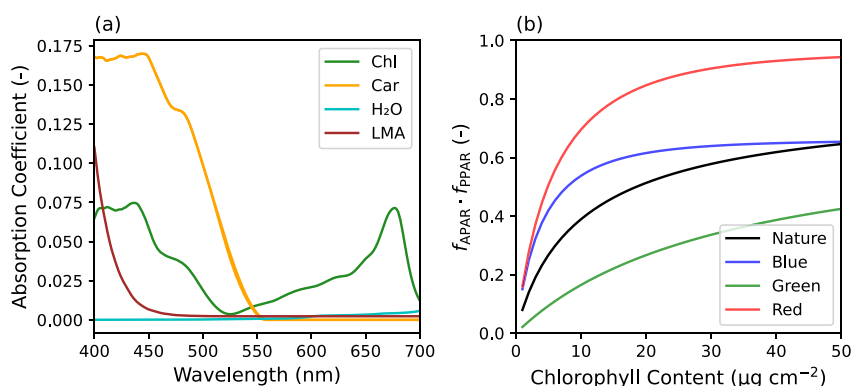 (a)
Absorption Coefficient (-)
0.175
0.150
0.125
0.100
0.075
0.050
0.025
0.000
400
450
500
550
600
650
700
Wavelength (nm)
Chl
Car
H₂O
LMA
(b)
f_APAR · f_PPAR (-)
1.0
0.8
0.6
0.4
0.2
0.0
0
10
20
30
40
50
Chlorophyll Content (μg cm⁻²)
Nature
Blue
Green
Red